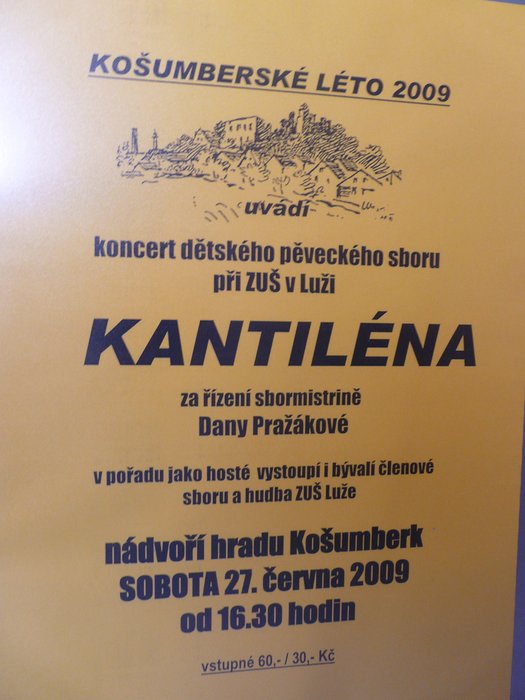 KOŠUMBERSKÉ LÉTO 2009
uvádí
koncert dětského pěveckého sboru
při ZUŠ v Luži
KANTILÉNA
za řízení sbormistrině
Dany Pražákové
v pořadu jako hosté vystoupí i bývalí členové
sboru a hudba ZUŠ Luže
nádvoří hradu Košumberk
SOBOTA 27. června 2009
od 16.30 hodin
vstupné 60,- / 30,- Kč